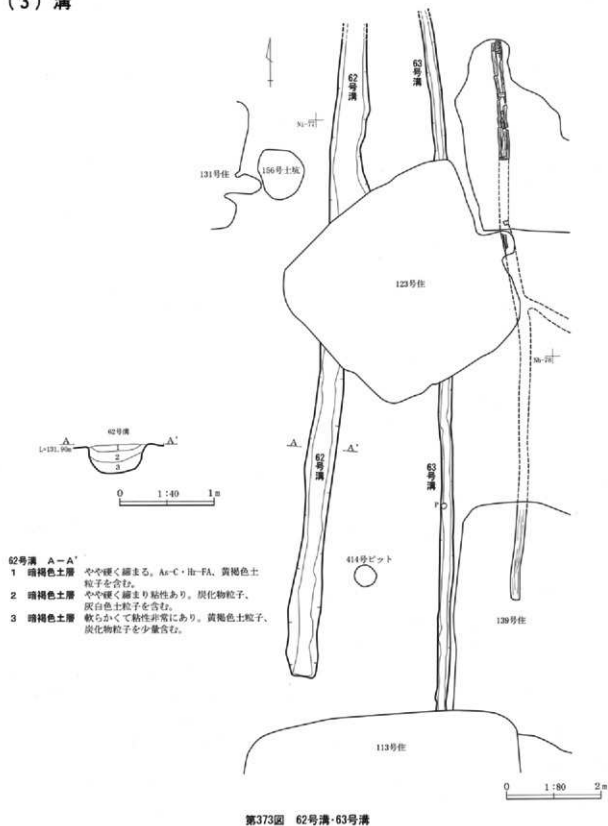 (3) 溝
62号溝
63号溝
131号住
156号土坑
123号住
62号溝
A A'
L=131.90m
1
2
3
0 1:40 1m
A A'
62号溝
63号溝
P
414号ピット
139号住
113号住
62号溝 A-A'
1 暗褐色土層 やや硬く締まる。As-C・Hr-FA、黄褐色土
粒子を含む。
2 暗褐色土層 やや硬く締まり粘性あり。炭化物粒子、
灰白色土粒子を含む。
3 暗褐色土層 軟らかくて粘性非常にあり。黄褐色土粒子、
炭化物粒子を少量含む。
0 1:80 2m
第373図 62号溝・63号溝